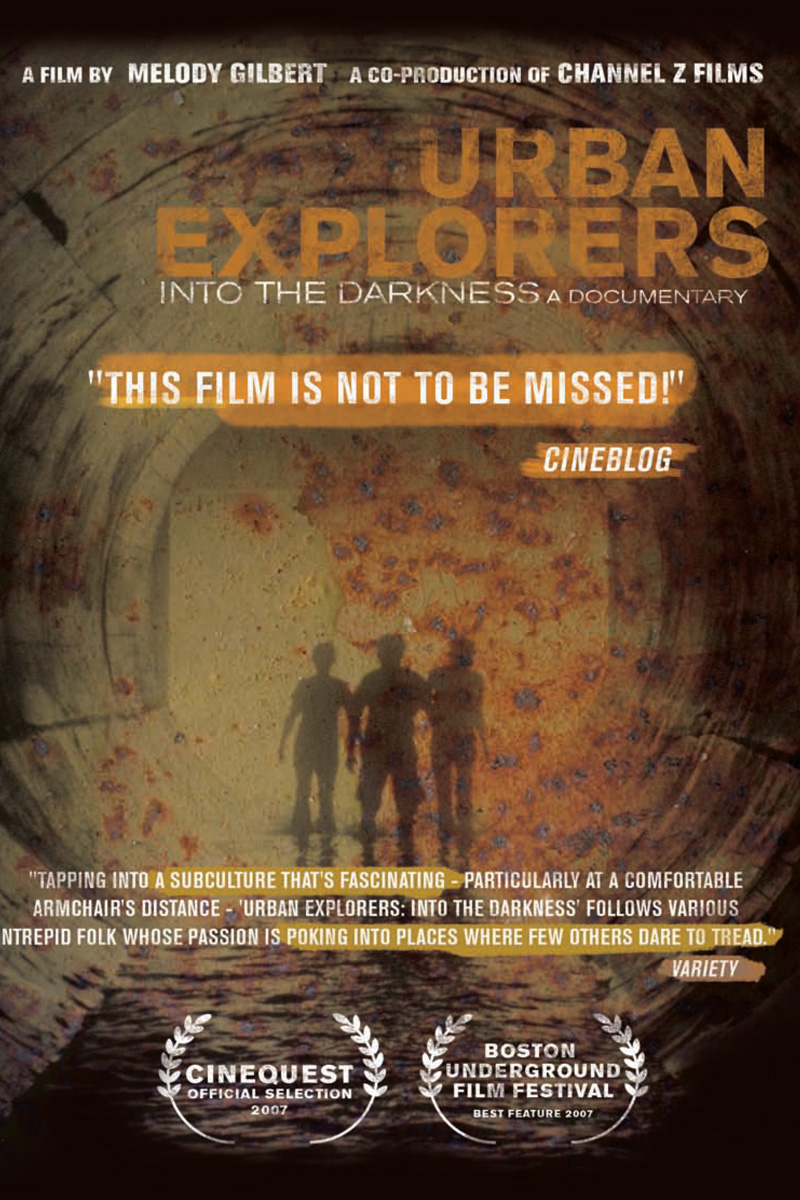 A FILM BY MELODY GILBERT A CO-PRODUCTION OF CHANNEL Z FILMS
URBAN
EXPLORERS
INTO THE DARKNESS A DOCUMENTARY
"THIS FILM IS NOT TO BE MISSED!"
CINEBLOG
"TAPPING INTO A SUBCULTURE THAT'S FASCINATING - PARTICULARLY AT A COMFORTABLE
ARMCHAIR'S DISTANCE - 'URBAN EXPLORERS: INTO THE DARKNESS' FOLLOWS VARIOUS
NTREPID FOLK WHOSE PASSION IS POKING INTO PLACES WHERE FEW OTHERS DARE TO TREAD."
VARIETY
CINEQUEST
OFFICIAL SELECTION
2007
BOSTON
UNDERGROUND
FILM FESTIVAL
BEST FEATURE 2007